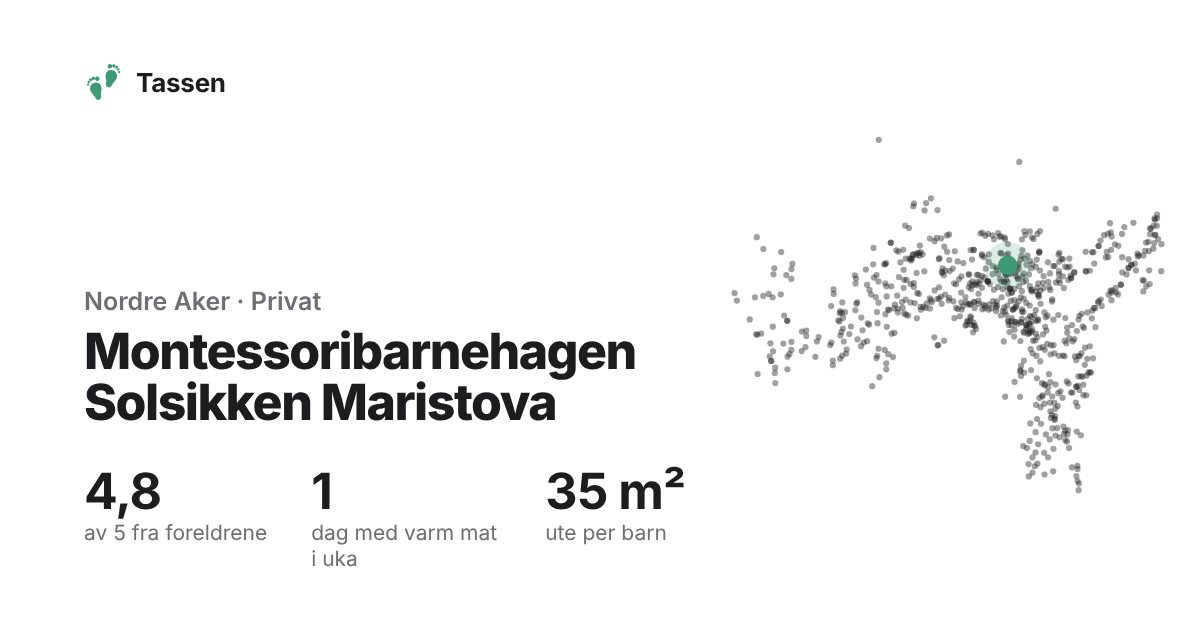 Tassen
Nordre Aker · Privat
Montessoribarnehagen
Solsikken Maristova
4,8
av 5 fra foreldrene
1
dag med varm mat
i uka
35 m²
ute per barn